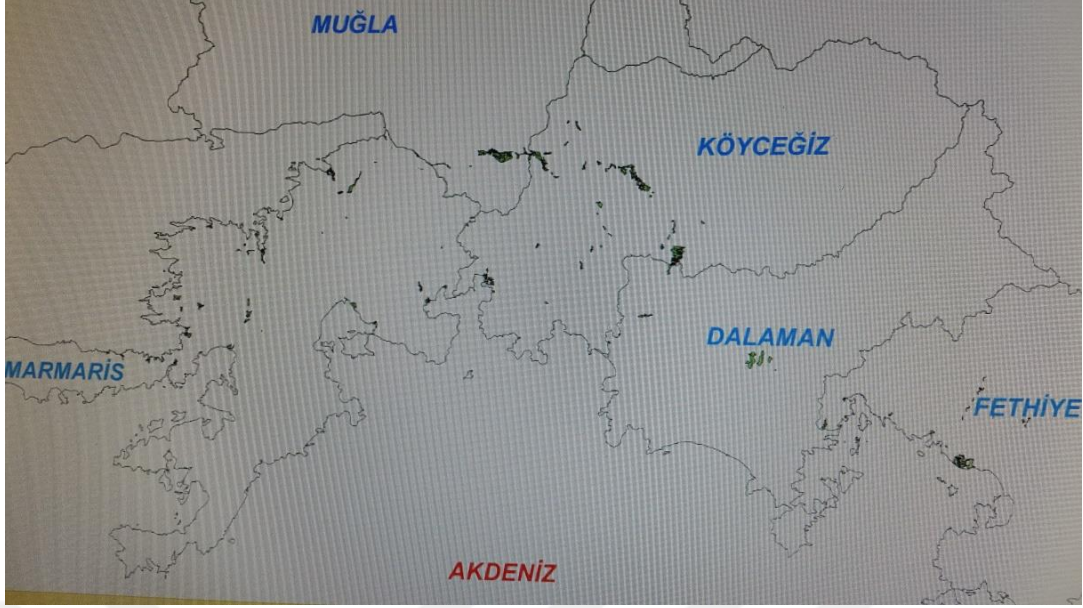 MUĞLA
KÖYCEĞİZ
DALAMAN
MARMARİS
FETHİYE
AKDENİZ